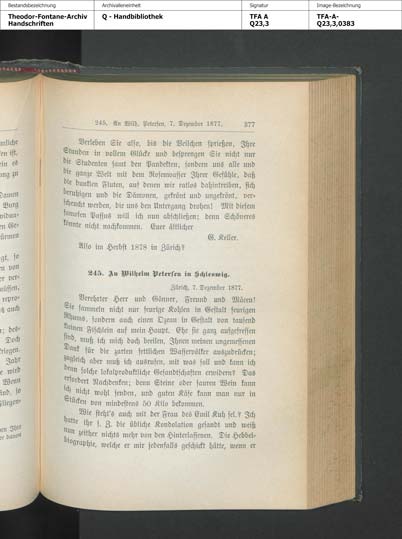 Bestandsbezeichnung
Theodor-Fontane-Archiv
Handschriften
Archivalieneinheit
Q - Handbibliothek
Signatur
TFA A
Q23,3
Image-Bezeichnung
TFA-A-
Q23,3,0383
245. An Wilh. Petersen, 7. Dezember 1877. 377
Verleben Sie also, bis die Veilchen sprießen, Ihre
Stunden in vollem Glücke und besprengen Sie nicht nur
die Studenten samt den Pandekten, sondern uns alle und
die ganze Welt mit dem Rosenwasser Ihrer Gefühle, daß
die dunklen Fluten, auf denen wir ratlos dahintreiben, sich
beruhigen und die Dämonen, gekrönt und ungekrönt, ver-
scheucht werden, die uns den Untergang drohen! Mit diesem
famosen Passus will ich nun abschließen; denn Schöneres
könnte nicht nachkommen. Euer ältlicher
G. Keller.
Also im Herbst 1878 in Zürich?
245. An Wilhelm Petersen in Schleswig.
Zürich, 7. Dezember 1877.
Verehrter Herr und Gönner, Freund und Mäcen!
Sie sammeln nicht nur feurige Kohlen in Gestalt feurigen
Rhums, sondern auch einen Ozean in Gestalt von tausend
kleinen Fischlein auf mein Haupt. Ehe sie ganz aufgefressen
sind, muß ich mich doch beeilen, Ihnen meinen ungemessenen
Dank für die zarten fettlichen Wasservölker auszudrücken;
zugleich aber muß ich ausrufen, mit was soll und kann ich
denn solche lokalproduktliche Gesandtschaften erwidern? Das
erfordert Nachdenken; denn Steine aber sauren Wein kann
ich nicht wohl senden, und guten Käse kann man nur in
Stücken von mindestens 50 Kilo bekommen.
Wie steht's auch mit der Frau des Emil Kuh sel.? Ich
hatte ihr s. Z. die übliche Kondolation gesandt und weiß
nun seither nichts mehr von den Hinterlassenen. Die Hebbel-
biographie, welche er mir jedenfalls geschickt hätte, wenn er